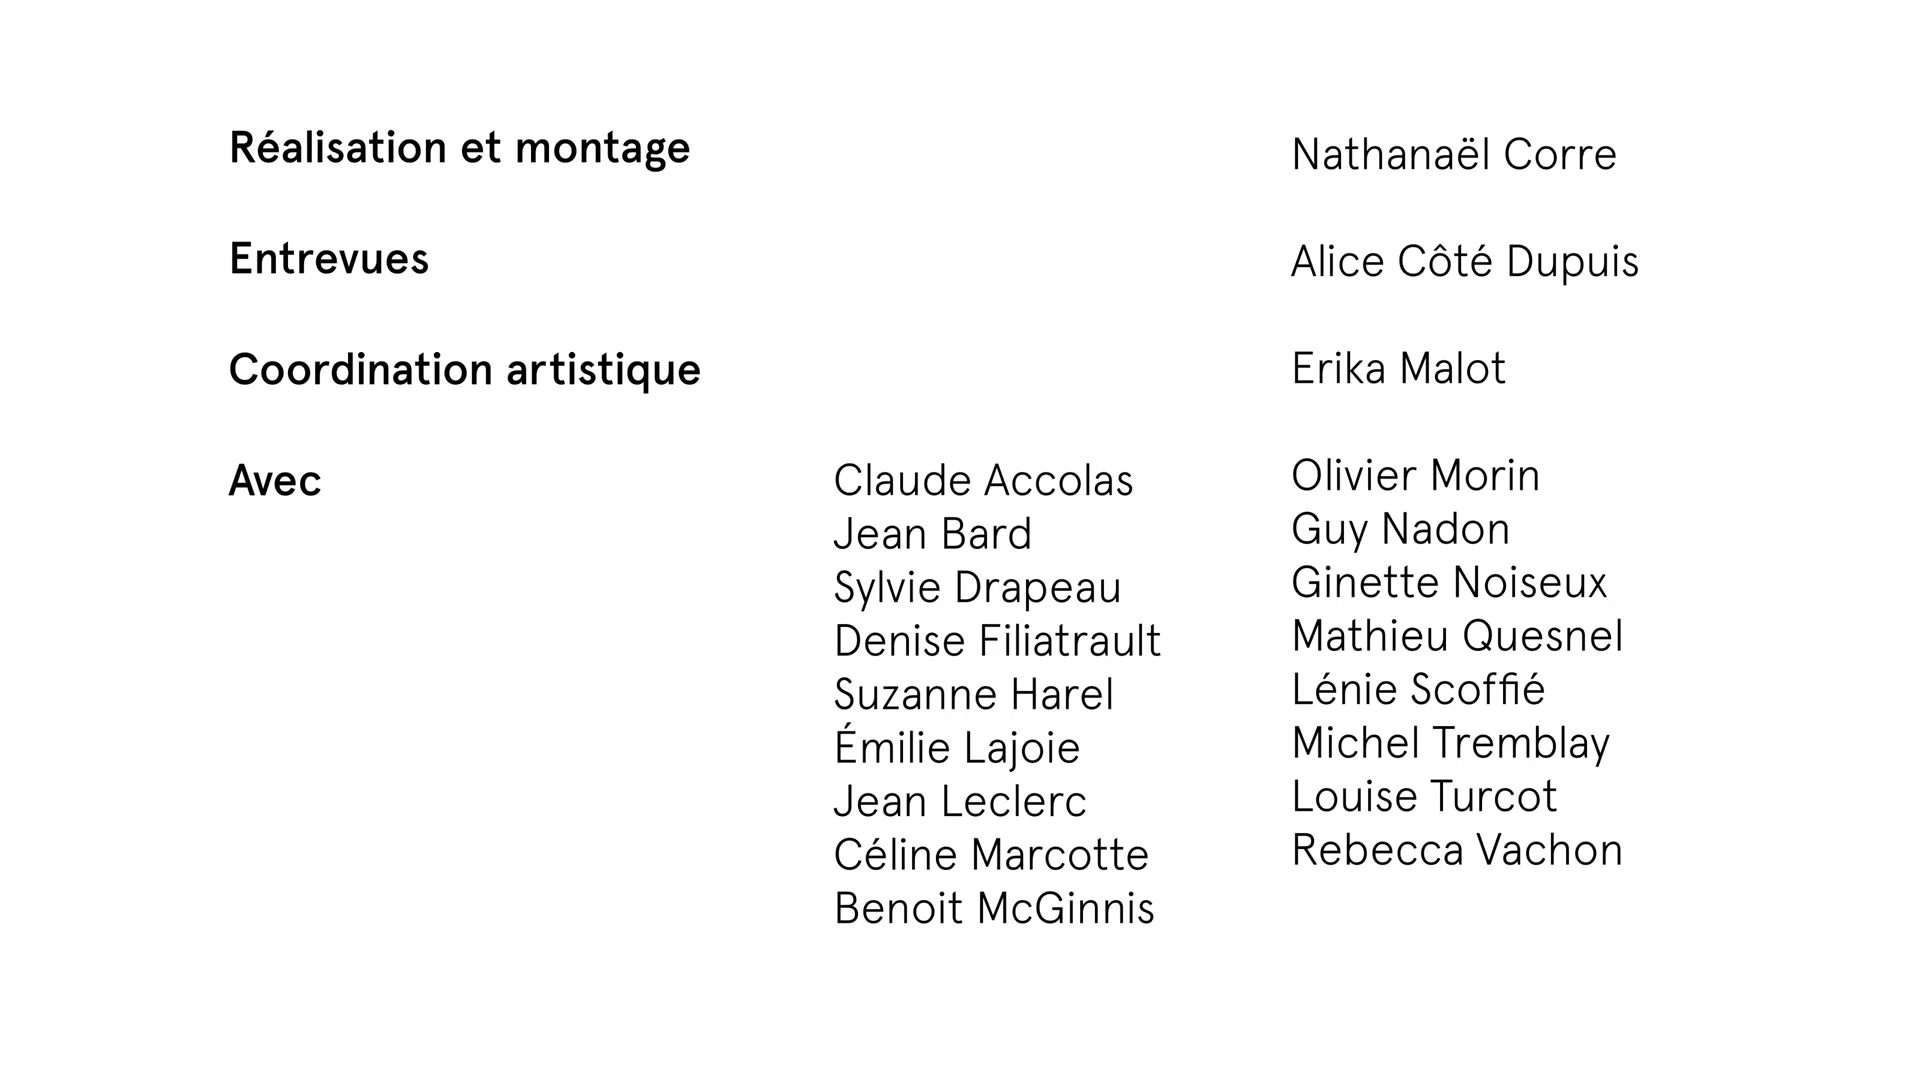 Réalisation et montage
Nathanaël Corre
Entrevues
Alice Côté Dupuis
Coordination artistique
Erika Malot
Avec
Claude Accolas
Jean Bard
Sylvie Drapeau
Denise Filiatrault
Suzanne Harel
Émilie Lajoie
Jean Leclerc
Céline Marcotte
Benoit McGinnis
Olivier Morin
Guy Nadon
Ginette Noiseux
Mathieu Quesnel
Lénie Scoffié
Michel Tremblay
Louise Turcot
Rebecca Vachon